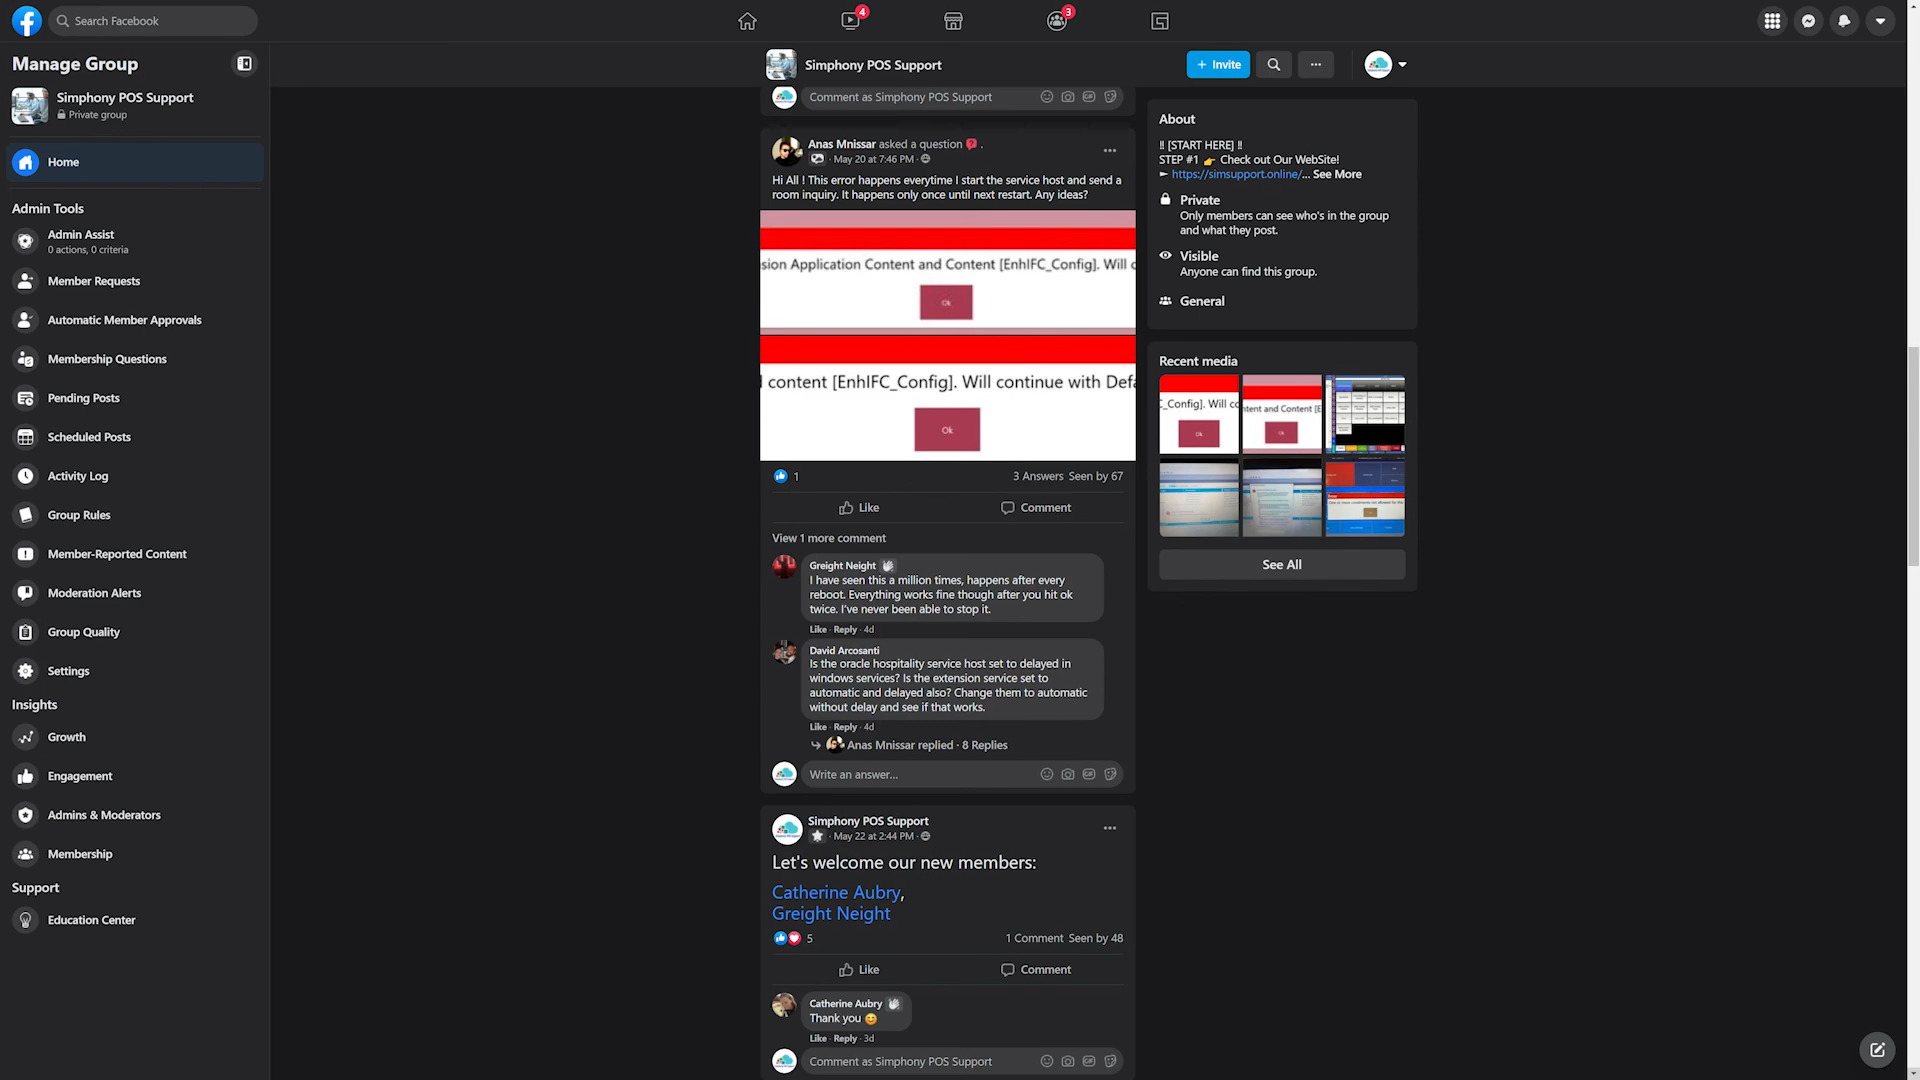 Search Facebook
4
3
Manage Group
Simphony POS Support
Private group
Home
Admin Tools
Admin Assist
0 actions, 0 criteria
Member Requests
Automatic Member Approvals
Membership Questions
Pending Posts
Scheduled Posts
Activity Log
Group Rules
Member-Reported Content
Moderation Alerts
Group Quality
Settings
Insights
Growth
Engagement
Admins & Moderators
Membership
Support
Education Center
Simphony POS Support
+ Invite
Comment as Simphony POS Support
Anas Mnissar asked a question .
· May 20 at 7:46 PM ·
Hi All ! This error happens everytime I start the service host and send a
room inquiry. It happens only once until next restart. Any ideas?
sion Application Content and Content [EnhIFC_Config]. Will c
Ok
content [EnhIFC_Config]. Will continue with Defa
Ok
1
3 Answers Seen by 67
Like
Comment
View 1 more comment
Greight Neight
I have seen this a million times, happens after every
reboot. Everything works fine though after you hit ok
twice. I've never been able to stop it.
Like · Reply · 4d
David Arcosanti
Is the oracle hospitality service host set to delayed in
windows services? Is the extension service set to
automatic and delayed also? Change them to automatic
without delay and see if that works.
Like · Reply · 4d
Anas Mnissar replied · 8 Replies
Write an answer...
Simphony POS Support
· May 22 at 2:44 PM ·
Let's welcome our new members:
Catherine Aubry,
Greight Neight
5
1 Comment Seen by 48
Like
Comment
Catherine Aubry
Thank you
Like · Reply · 3d
Comment as Simphony POS Support
About
‼ [START HERE] ‼
STEP #1 👉 Check out Our WebSite!
► https://simsupport.online/... See More
Private
Only members can see who's in the group
and what they post.
Visible
Anyone can find this group.
General
Recent media
C_Config]. Will co
Ok
ntent and Content [E
Ok
See All